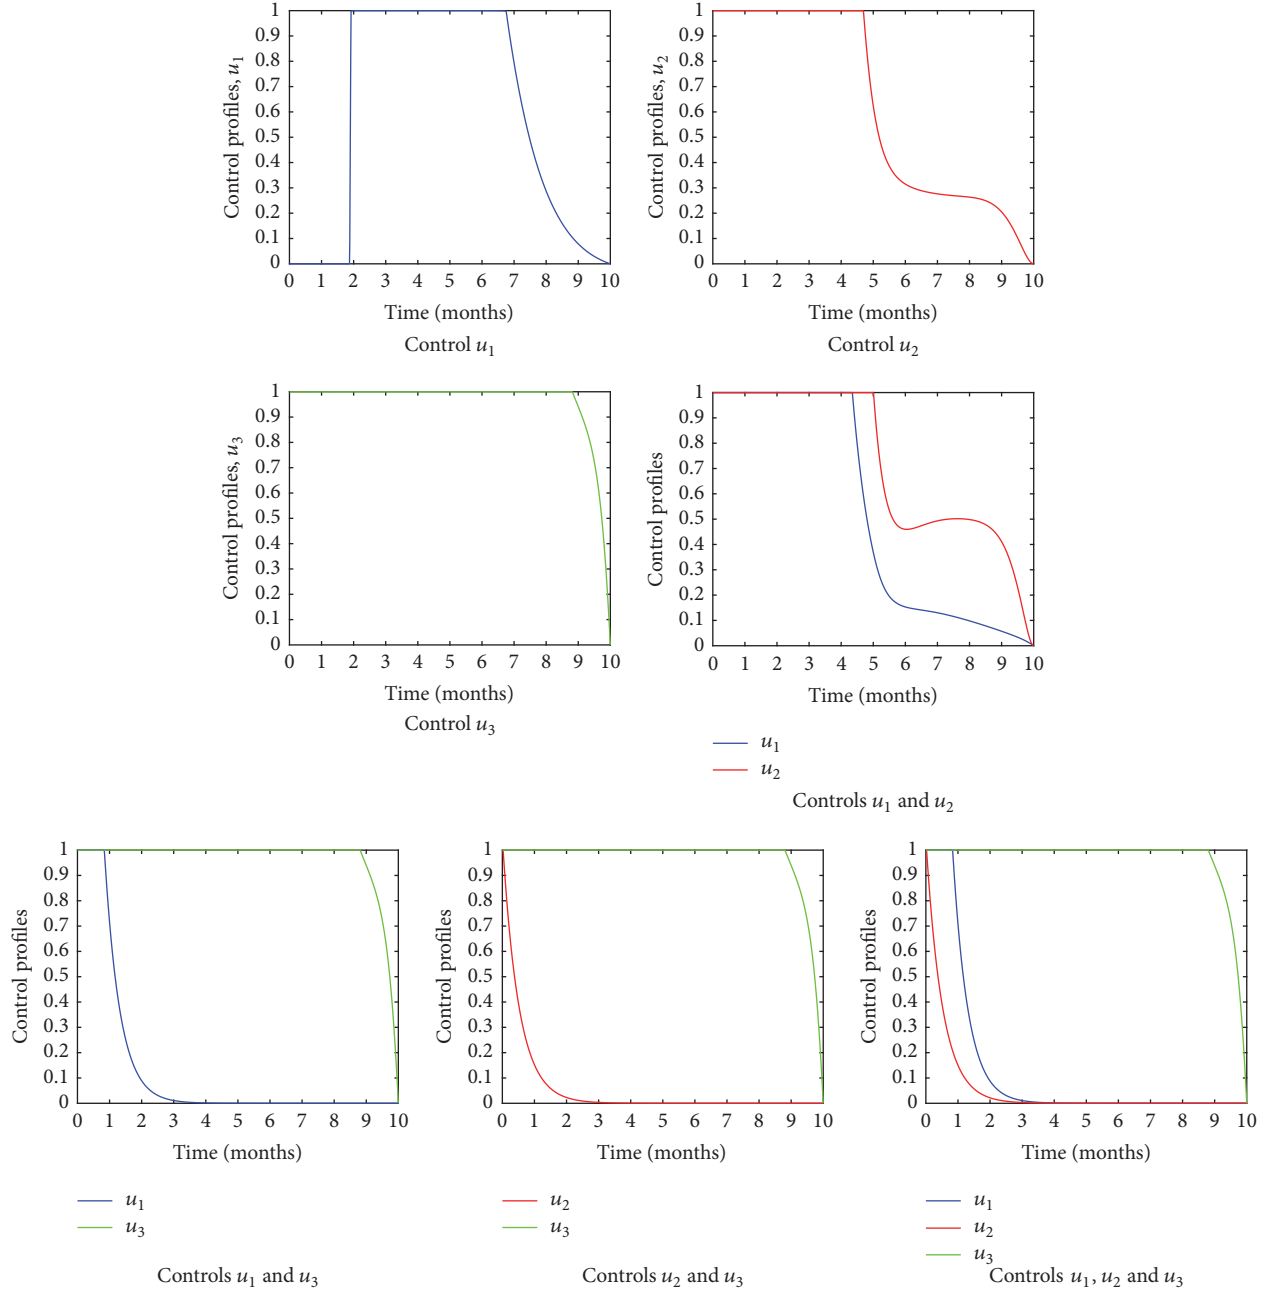 1
0.9
0.8
0.7
0.6
0.5
0.4
0.3
0.2
0.1
0
Control profiles, u1
0 1 2 3 4 5 6 7 8 9 10
Time (months)
Control u1
1
0.9
0.8
0.7
0.6
0.5
0.4
0.3
0.2
0.1
0
Control profiles, u2
0 1 2 3 4 5 6 7 8 9 10
Time (months)
Control u2
1
0.9
0.8
0.7
0.6
0.5
0.4
0.3
0.2
0.1
0
Control profiles, u3
0 1 2 3 4 5 6 7 8 9 10
Time (months)
Control u3
1
0.9
0.8
0.7
0.6
0.5
0.4
0.3
0.2
0.1
0
Control profiles
0 1 2 3 4 5 6 7 8 9 10
Time (months)
u1
u2
Controls u1 and u2
1
0.9
0.8
0.7
0.6
0.5
0.4
0.3
0.2
0.1
0
Control profiles
0 1 2 3 4 5 6 7 8 9 10
Time (months)
u1
u3
Controls u1 and u3
1
0.9
0.8
0.7
0.6
0.5
0.4
0.3
0.2
0.1
0
Control profiles
0 1 2 3 4 5 6 7 8 9 10
Time (months)
u2
u3
Controls u2 and u3
1
0.9
0.8
0.7
0.6
0.5
0.4
0.3
0.2
0.1
0
Control profiles
0 1 2 3 4 5 6 7 8 9 10
Time (months)
u1
u2
u3
Controls u1, u2 and u3